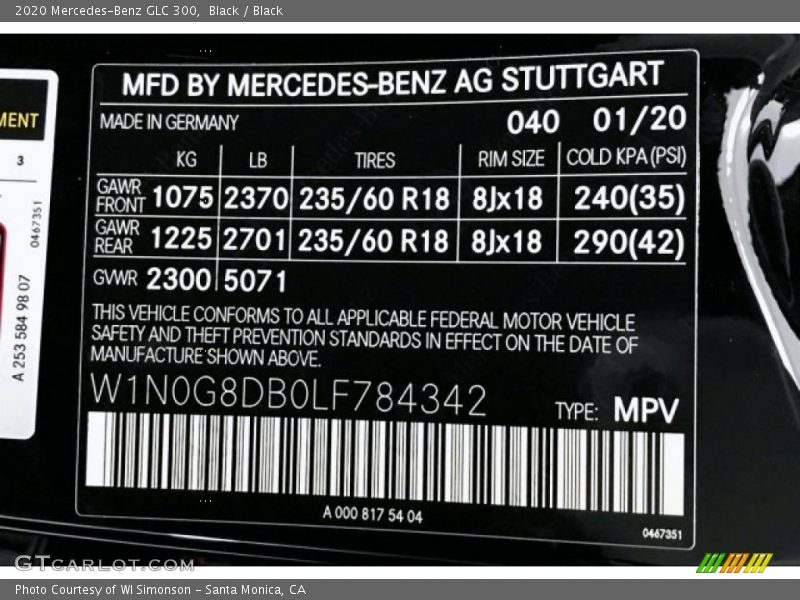 2020 Mercedes-Benz GLC 300,  Black / Black
MENT
3
0467351
A 253 584 98 07
MFD BY MERCEDES-BENZ AG STUTTGART
MADE IN GERMANY 040 01/20
KG LB TIRES RIM SIZE COLD KPA (PSI)
GAWR FRONT 1075 2370 235/60 R18 8Jx18 240(35)
GAWR REAR 1225 2701 235/60 R18 8Jx18 290(42)
GVWR 2300 5071
THIS VEHICLE CONFORMS TO ALL APPLICABLE FEDERAL MOTOR VEHICLE
SAFETY AND THEFT PREVENTION STANDARDS IN EFFECT ON THE DATE OF
MANUFACTURE SHOWN ABOVE.
W1N0G8DB0LF784342 TYPE: MPV
A 000 817 54 04
0467351
GTCARLOT.COM
Photo Courtesy of WI Simonson - Santa Monica, CA